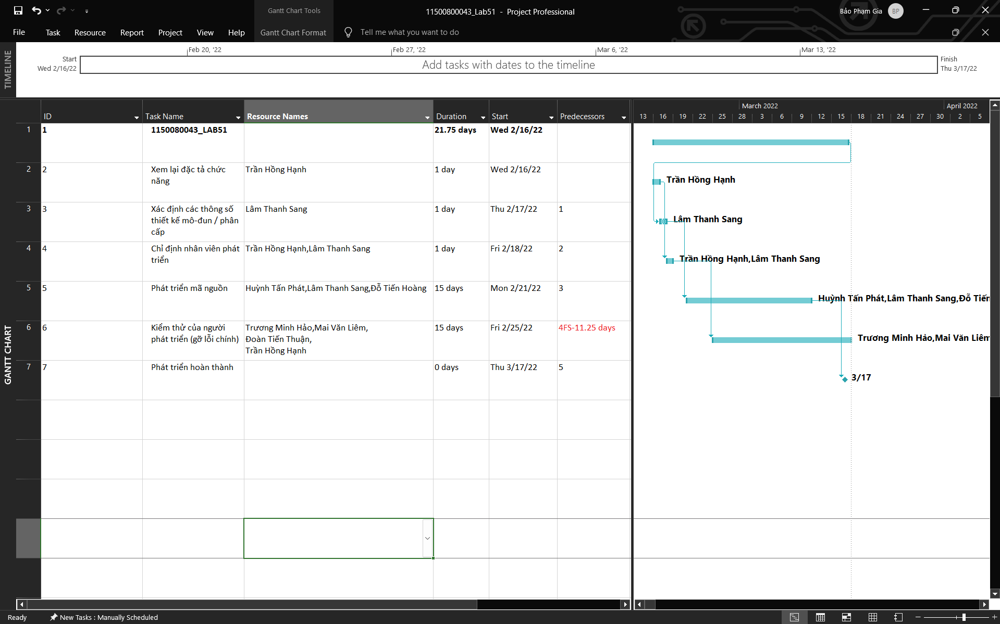 Gantt Chart Tools
11500800043_Lab51 - Project Professional
Bảo Phạm Gia
BP
File
Task
Resource
Report
Project
View
Help
Gantt Chart Format
Tell me what you want to do
TIMELINE
Feb 20, '22
Feb 27, '22
Mar 6, '22
Mar 13, '22
Start
Wed 2/16/22
Add tasks with dates to the timeline
Finish
Thu 3/17/22
GANTT CHART
ID
Task Name
Resource Names
Duration
Start
Predecessors
March 2022
April 2022
13 16 19 22 25 28 3 6 9 12 15 18 21 24 27 30 2 5
1 1 1150080043_LAB51 21.75 days Wed 2/16/22
2 2 Xem lại đặc tả chức Trần Hồng Hạnh 1 day Wed 2/16/22
năng
Trần Hồng Hạnh
3 3 Xác định các thông số Lâm Thanh Sang 1 day Thu 2/17/22 1
thiết kế mô-đun / phân
cấp
Lâm Thanh Sang
4 4 Chỉ định nhân viên phát Trần Hồng Hạnh,Lâm Thanh Sang 1 day Fri 2/18/22 2
triển
Trần Hồng Hạnh,Lâm Thanh Sang
5 5 Phát triển mã nguồn Huỳnh Tấn Phát,Lâm Thanh Sang,Đỗ Tiến Hoàng 15 days Mon 2/21/22 3
Huỳnh Tấn Phát,Lâm Thanh Sang,Đỗ Tiến
6 6 Kiểm thử của người Trương Minh Hảo,Mai Văn Liêm, 15 days Fri 2/25/22 4FS-11.25 days
phát triển (gỡ lỗi chính) Đoàn Tiến Thuận,
Trần Hồng Hạnh
Trương Minh Hảo,Mai Văn Liêm
7 7 Phát triển hoàn thành 0 days Thu 3/17/22 5
3/17
Ready
New Tasks : Manually Scheduled